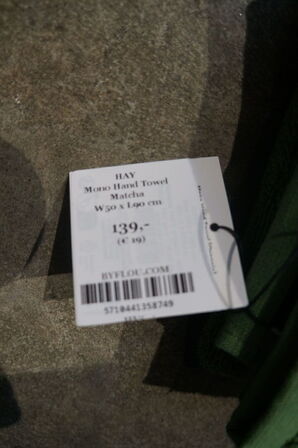 HAY
Mono Hand Towel
Matcha
W50 x L90 cm
139,-
(€ 19)
BYFLOU.COM
5710441358749